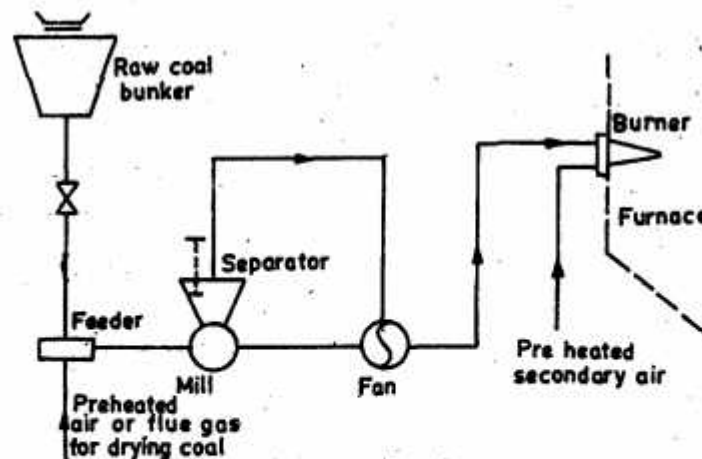 Raw coal
bunker
Burner
Furnace
Separator
Feeder
Mill
Fan
Pre heated
secondary air
Preheated
air or flue gas
for drying coal